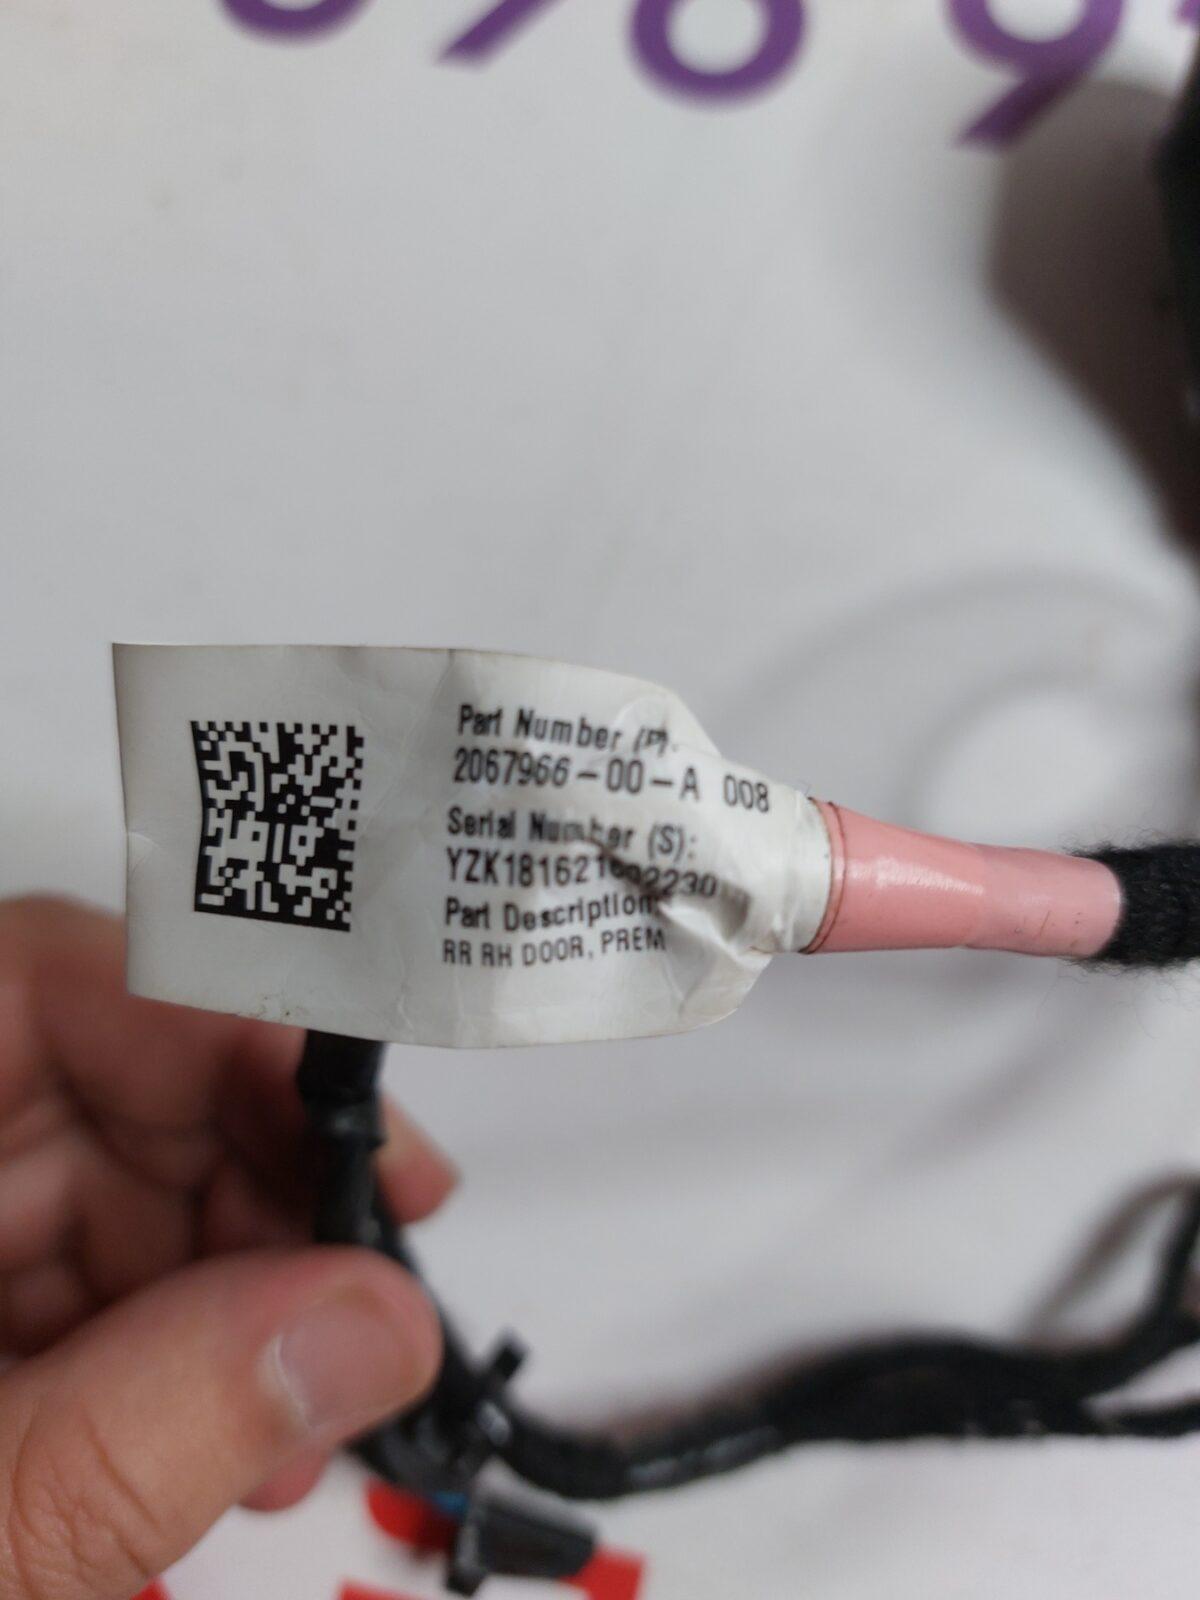 Part Number (P):
2067966-00-A 008
Serial Number (S):
Part Description:
RR RH DOOR, PREM